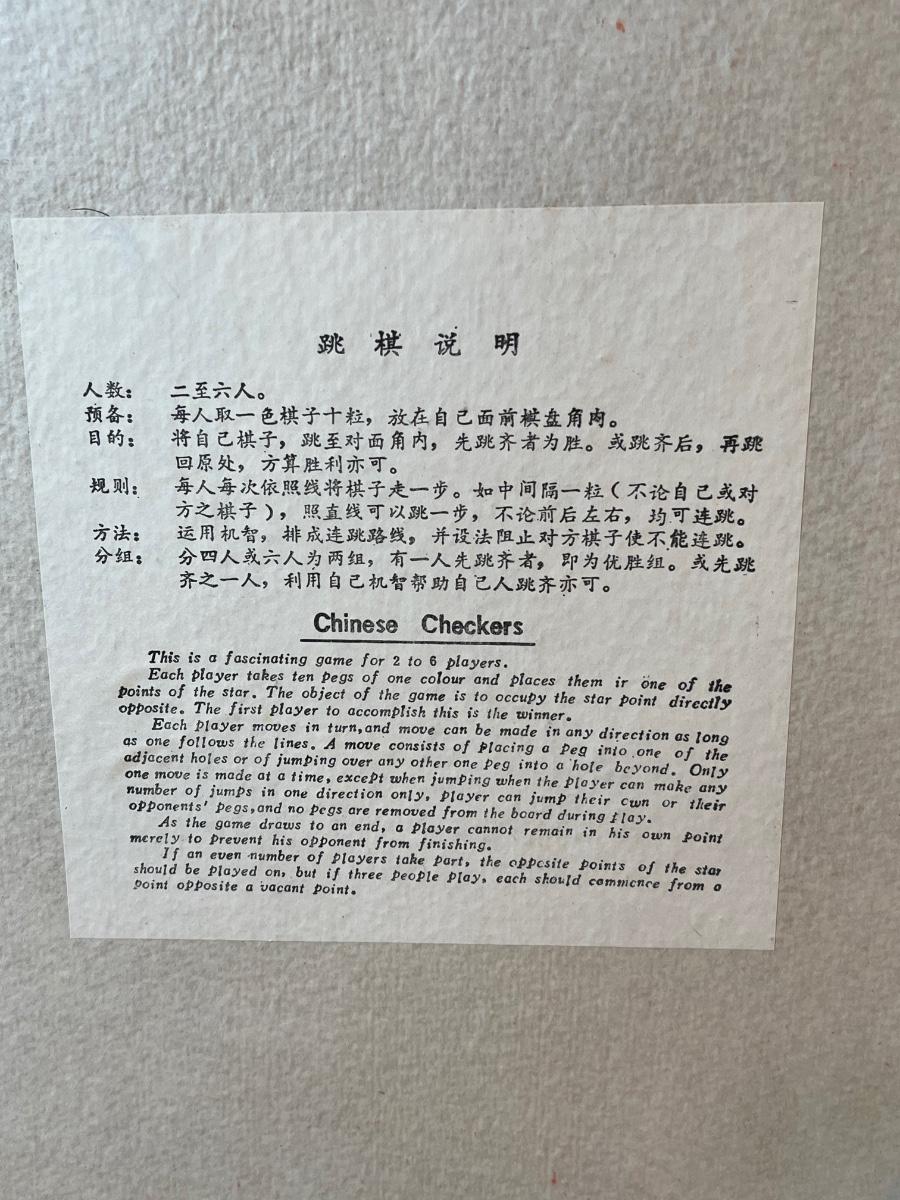 跳棋说明
人数： 二至六人。
预备： 每人取一色棋子十粒，放在自己面前棋盘角内。
目的： 将自己棋子，跳至对面角内，先跳齐者为胜。或跳齐后，再跳
回原处，方算胜利亦可。
规则： 每人每次依照线将棋子走一步。如中间隔一粒（不论自己或对
方之棋子），照直线可以跳一步，不论前后左右，均可连跳。
方法： 运用机智，排成连跳路线，并设法阻止对方棋子使不能连跳。
分组： 分四人或六人为两组，有一人先跳齐者，即为优胜组。或先跳
齐之一人，利用自己机智帮助自己人跳齐亦可。
Chinese Checkers
This is a fascinating game for 2 to 6 players.
Each player takes ten pegs of one colour and places them in one of the
points of the star. The object of the game is to occupy the star point directly
opposite. The first player to accomplish this is the winner.
Each player moves in turn,and move can be made in any direction as long
as one follows the lines. A move consists of placing a peg into one of the
adjacent holes or of jumping over any other one peg into a hole beyond. Only
one move is made at a time, except when jumping when the player can make any
number of jumps in one direction only, player can jump their own or their
opponents' pegs,and no pegs are removed from the board during play.
As the game draws to an end, a player cannot remain in his own point
merely to prevent his opponent from finishing.
If an even number of players take part, the opposite points of the star
should be played on, but if three people play, each should commence from a
point opposite a vacant point.